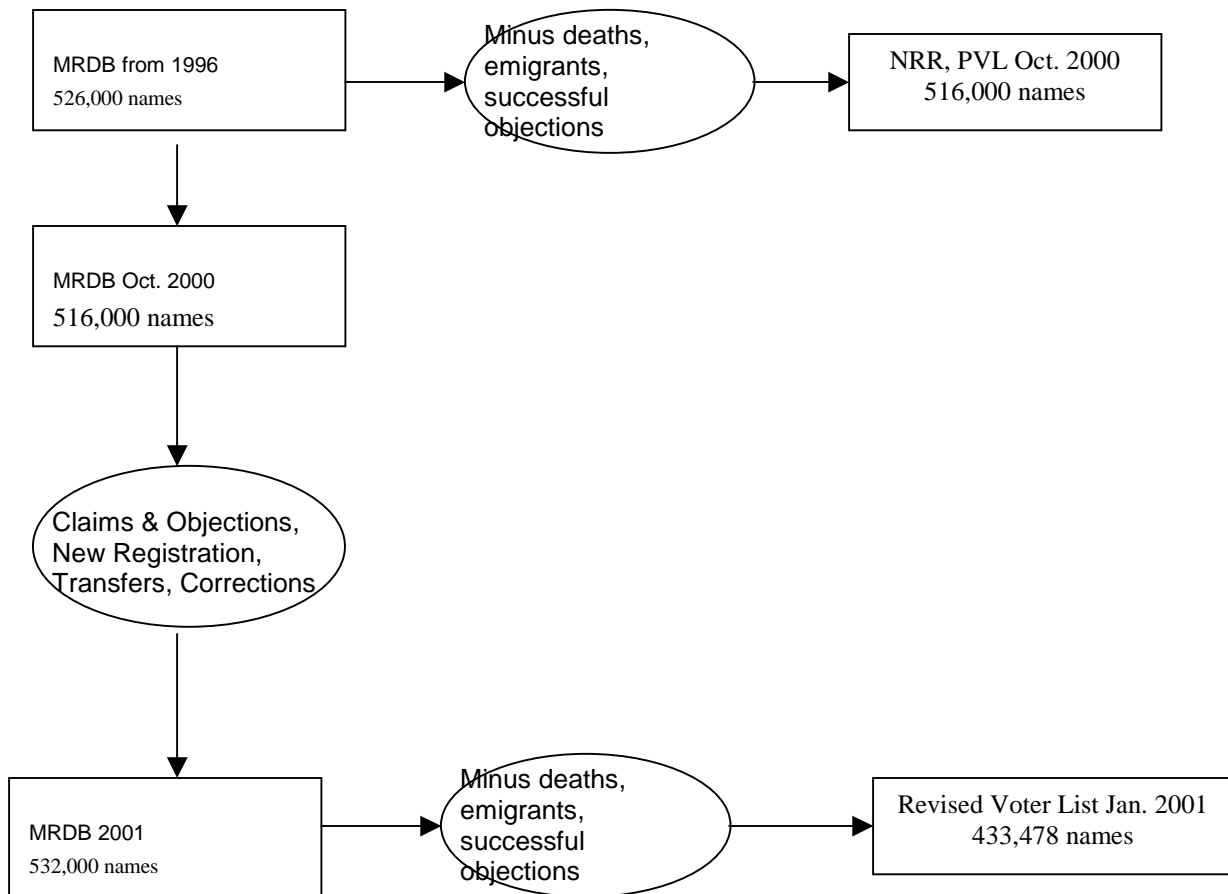 MRDB from 1996
526,000 names
Minus deaths,
emigrants,
successful
objections
NRR, PVL Oct. 2000
516,000 names
MRDB Oct. 2000
516,000 names
Claims & Objections,
New Registration,
Transfers, Corrections
MRDB 2001
532,000 names
Minus deaths,
emigrants,
successful
objections
Revised Voter List Jan. 2001
433,478 names